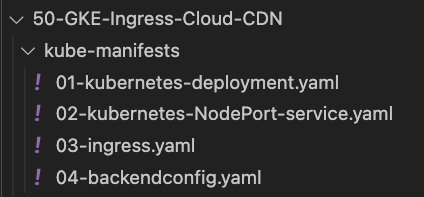 50-GKE-Ingress-Cloud-CDN
kube-manifests
! 01-kubernetes-deployment.yaml
! 02-kubernetes-NodePort-service.yaml
! 03-ingress.yaml
! 04-backendconfig.yaml